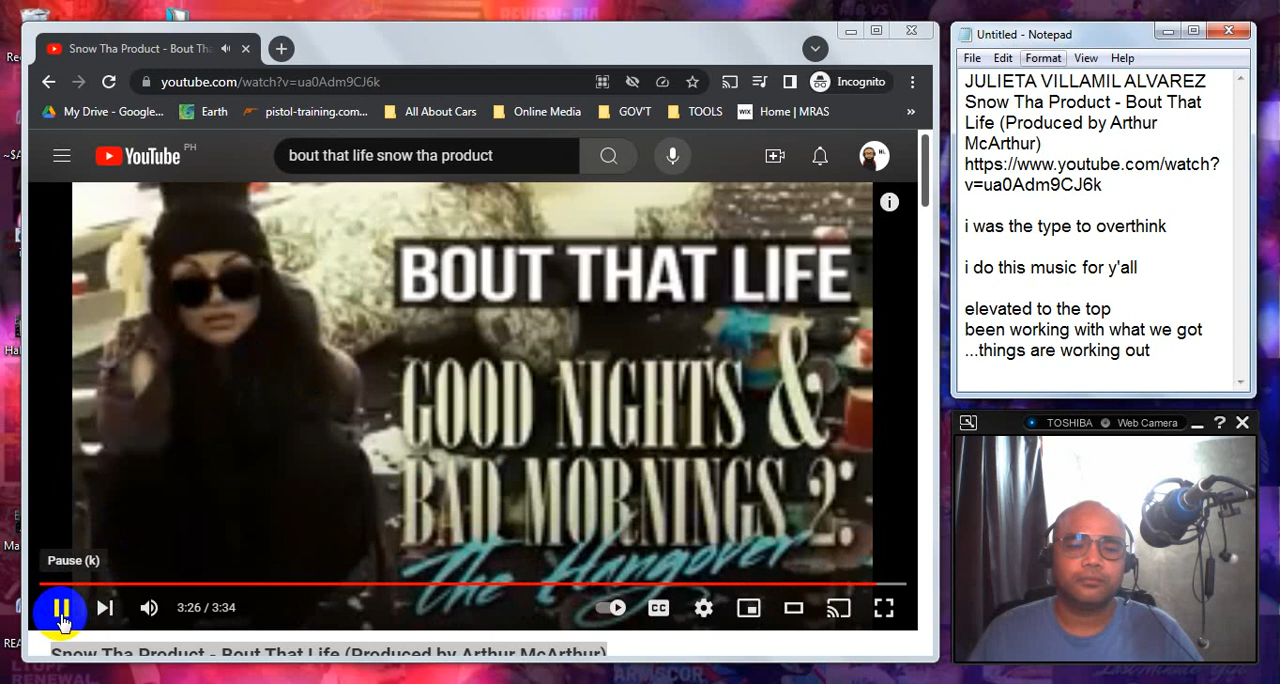 Snow Tha Product - Bout Tha
youtube.com/watch?v=ua0Adm9CJ6k
Incognito
My Drive - Google...
Earth
pistol-training.com...
All About Cars
Online Media
GOV'T
TOOLS
WIX
Home | MRAS
»
YouTube PH
bout that life snow tha product
BOUT THAT LIFE
GOOD NIGHTS &
BAD MORNINGS 2:
The Hangover
Pause (k)
3:26 / 3:34
CC
Snow Tha Product - Bout That Life (Produced by Arthur McArthur)
Untitled - Notepad
File Edit Format View Help
JULIETA VILLAMIL ALVAREZ
Snow Tha Product - Bout That
Life (Produced by Arthur
McArthur)
https://www.youtube.com/watch?
v=ua0Adm9CJ6k
i was the type to overthink
i do this music for y'all
elevated to the top
been working with what we got
...things are working out
TOSHIBA Web Camera
RENEWAL
ARMSCOR